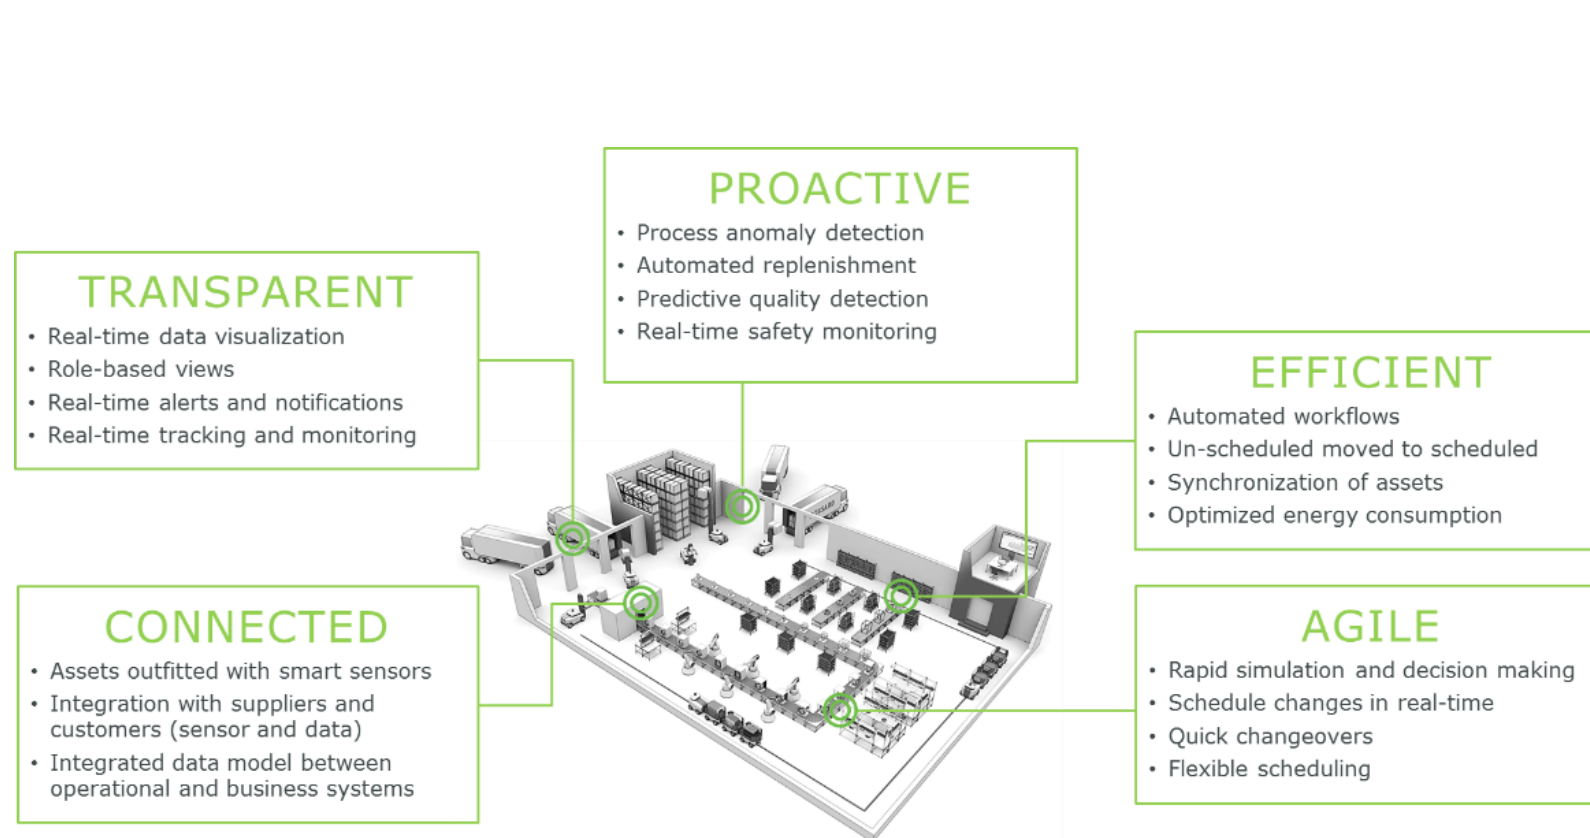 PROACTIVE
• Process anomaly detection
• Automated replenishment
• Predictive quality detection
• Real-time safety monitoring
TRANSPARENT
• Real-time data visualization
• Role-based views
• Real-time alerts and notifications
• Real-time tracking and monitoring
EFFICIENT
• Automated workflows
• Un-scheduled moved to scheduled
• Synchronization of assets
• Optimized energy consumption
CONNECTED
• Assets outfitted with smart sensors
• Integration with suppliers and
customers (sensor and data)
• Integrated data model between
operational and business systems
AGILE
• Rapid simulation and decision making
• Schedule changes in real-time
• Quick changeovers
• Flexible scheduling